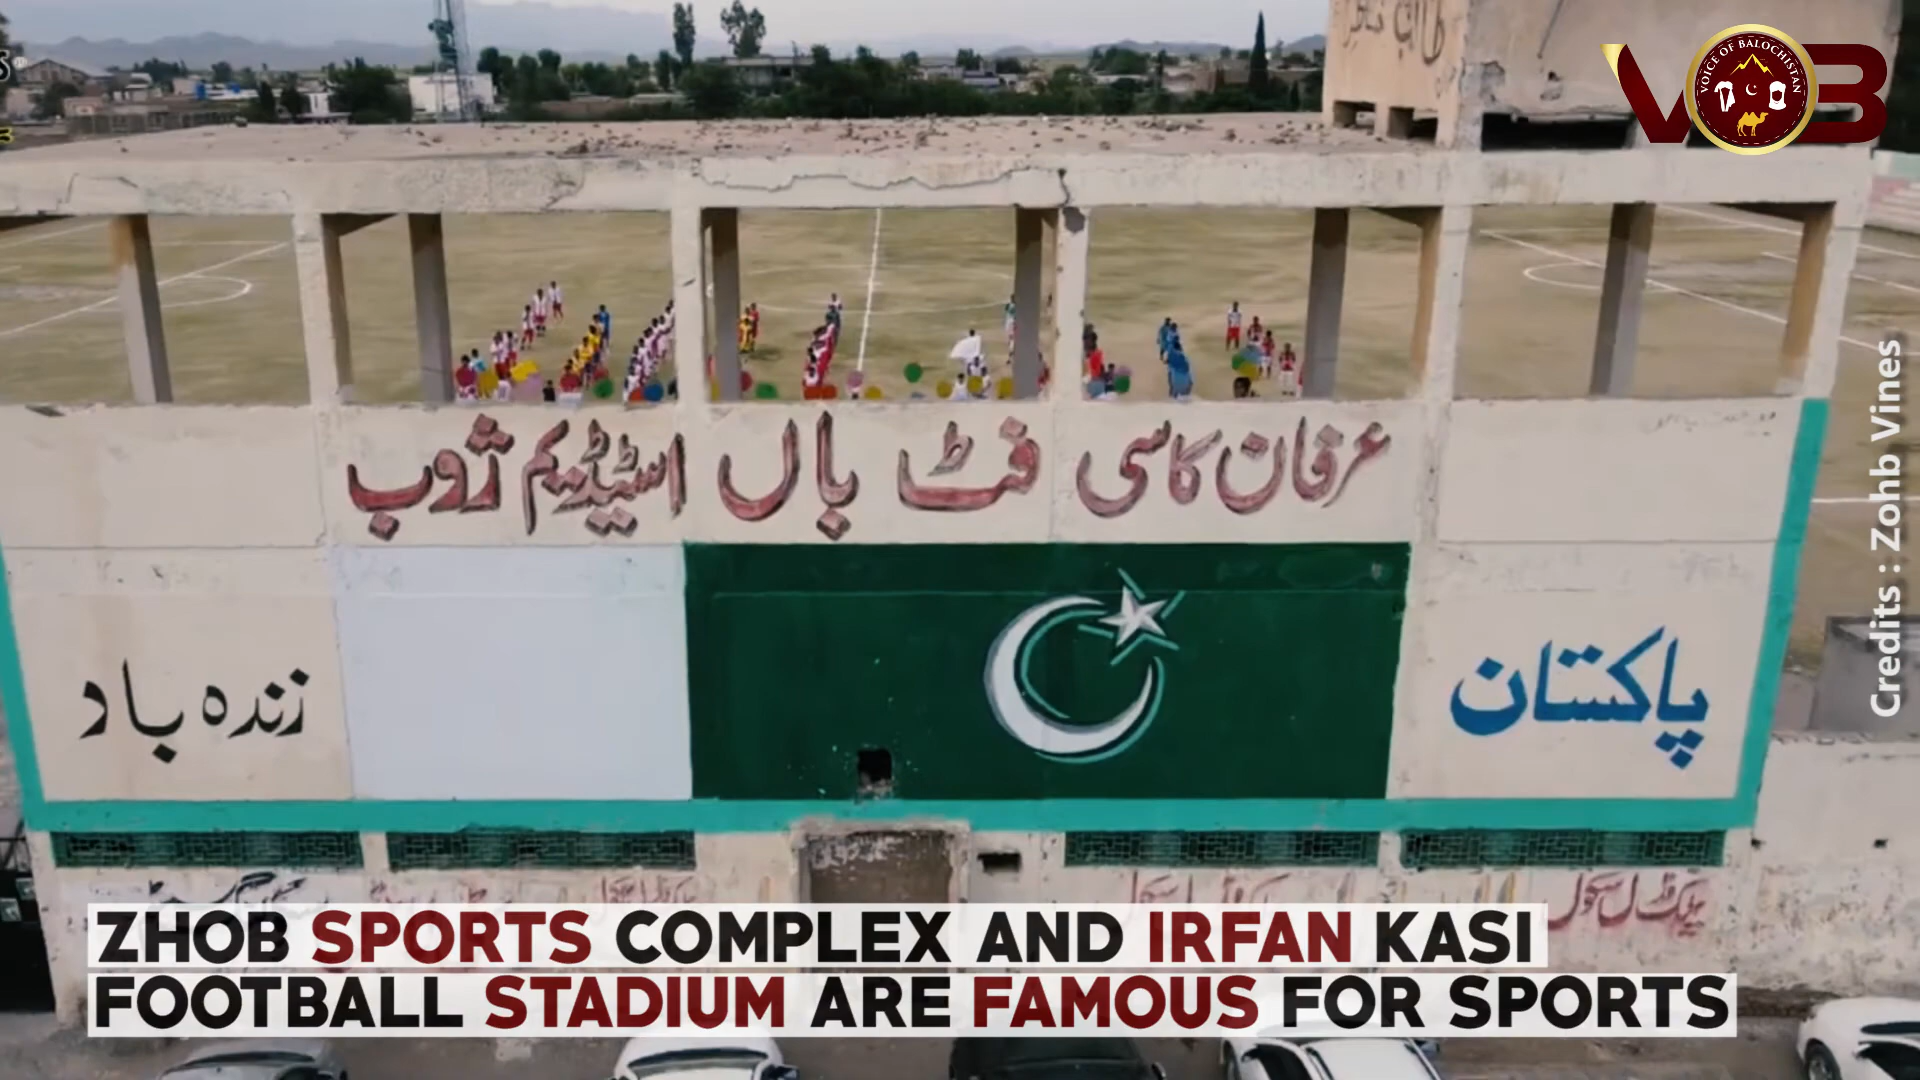 VOB
VOICE OF BALOCHISTAN
عرفان کاسی فٹ بال اسٹیڈیم ژوب
پاکستان
زندہ باد
Credits : Zohb Vines
ZHOB SPORTS COMPLEX AND IRFAN KASI
FOOTBALL STADIUM ARE FAMOUS FOR SPORTS